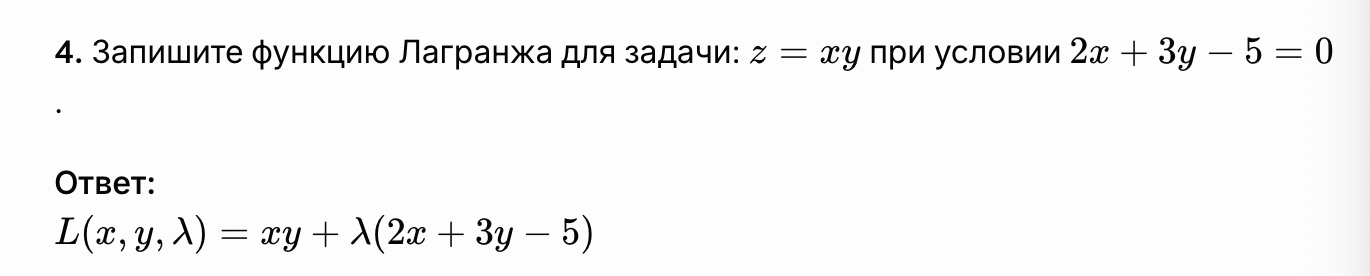 4. Запишите функцию Лагранжа для задачи: z = xy при условии 2x + 3y − 5 = 0
.
Ответ:
L(x, y, λ) = xy + λ(2x + 3y − 5)